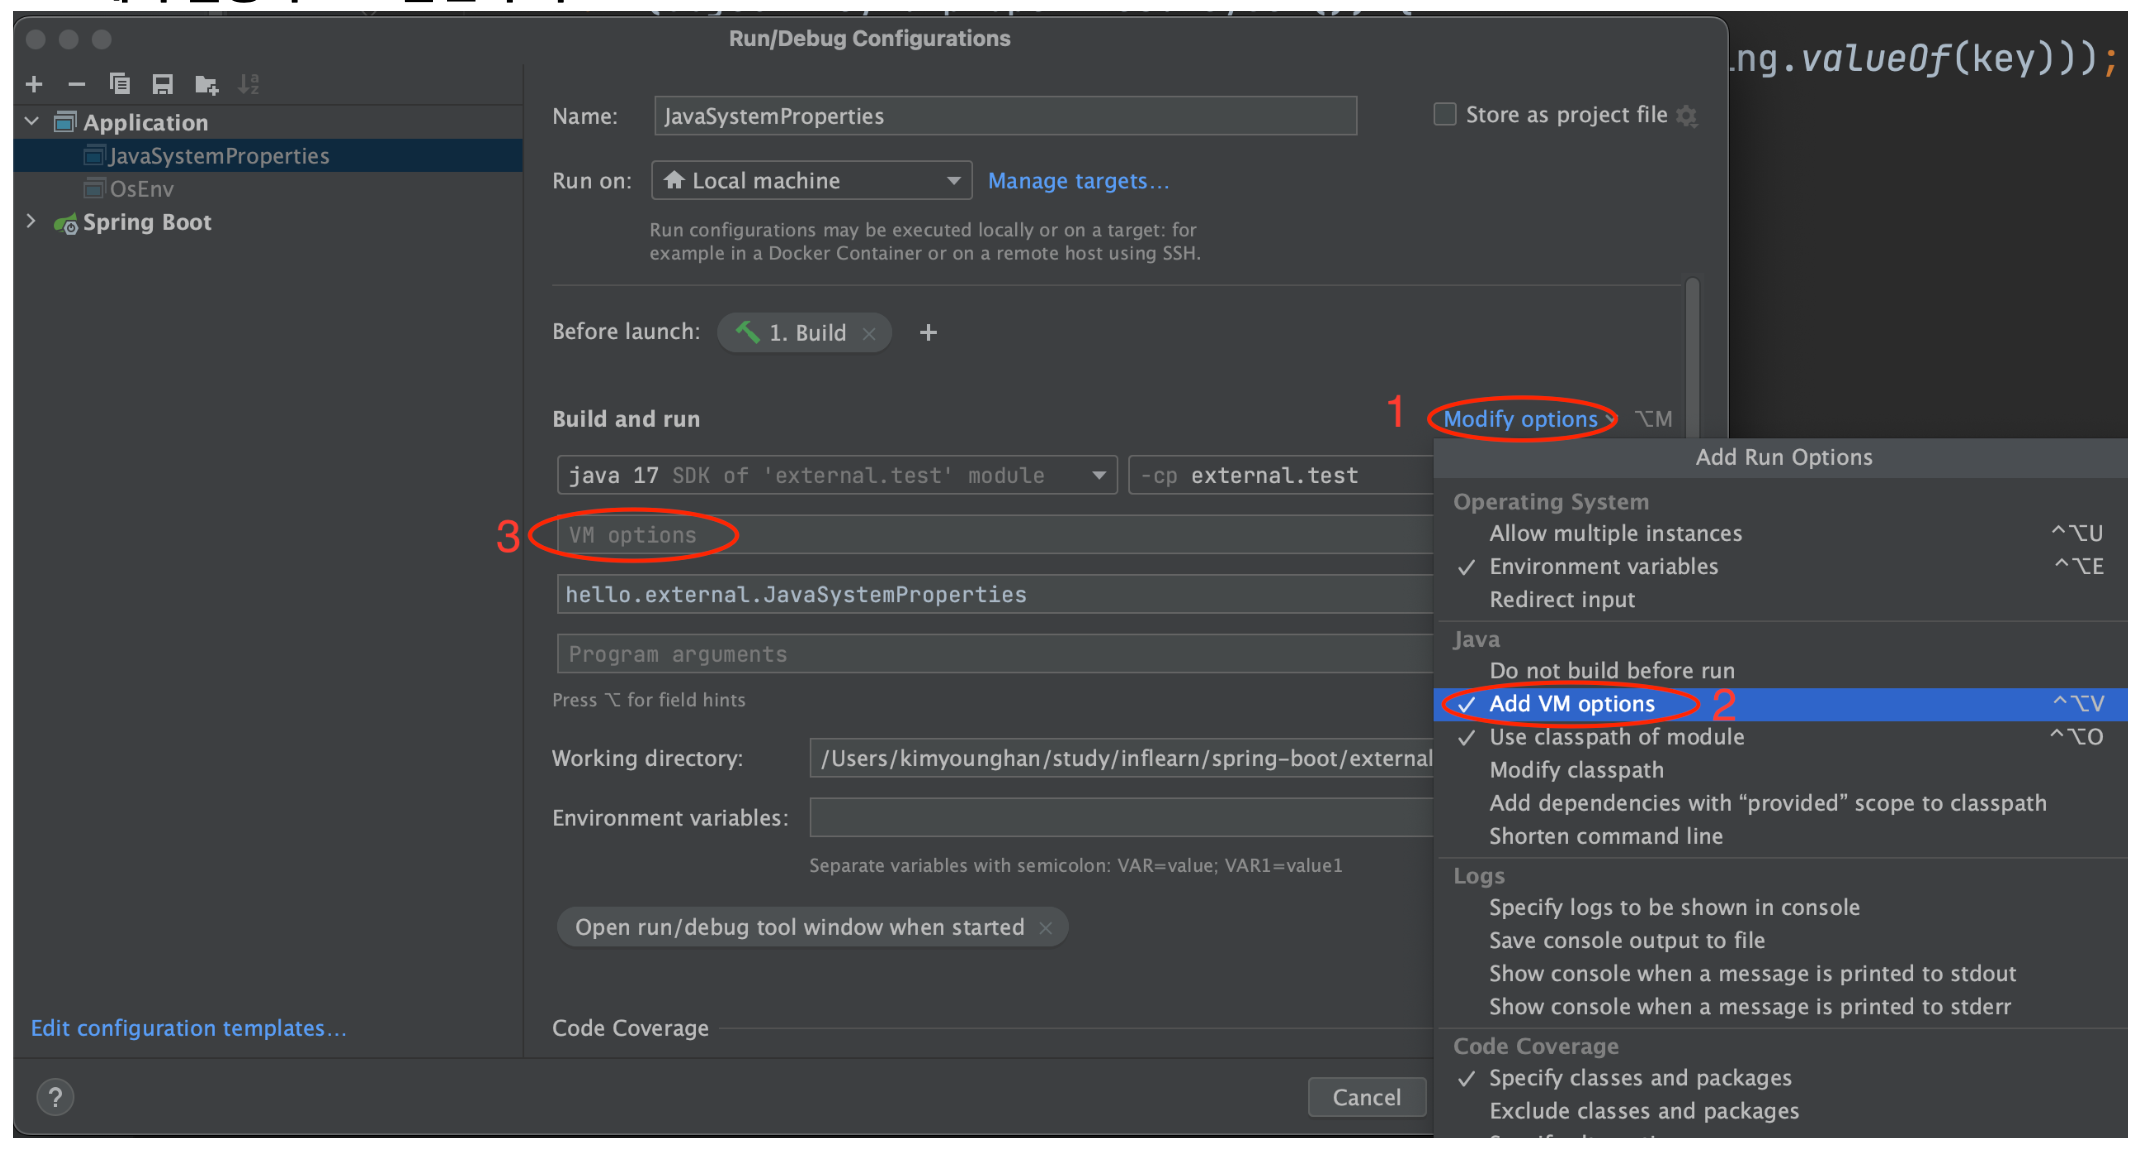 ng.valueOf(key)));
Run/Debug Configurations
Application
JavaSystemProperties
OsEnv
Spring Boot
Name: JavaSystemProperties
Store as project file
Run on: Local machine Manage targets...
Run configurations may be executed locally or on a target: for
example in a Docker Container or on a remote host using SSH.
Before launch: 1. Build × +
Build and run
1 Modify options ⌥M
java 17 SDK of 'external.test' module
-cp external.test
3 VM options
hello.external.JavaSystemProperties
Program arguments
Press ⌥ for field hints
Working directory: /Users/kimyounghan/study/inflearn/spring-boot/external
Environment variables:
Separate variables with semicolon: VAR=value; VAR1=value1
Open run/debug tool window when started ×
Code Coverage
Edit configuration templates...
?
Cancel
Add Run Options
Operating System
Allow multiple instances ^⌥U
✓ Environment variables ^⌥E
Redirect input
Java
Do not build before run
✓ Add VM options 2 ^⌥V
✓ Use classpath of module ^⌥O
Modify classpath
Add dependencies with “provided” scope to classpath
Shorten command line
Logs
Specify logs to be shown in console
Save console output to file
Show console when a message is printed to stdout
Show console when a message is printed to stderr
Code Coverage
✓ Specify classes and packages
Exclude classes and packages